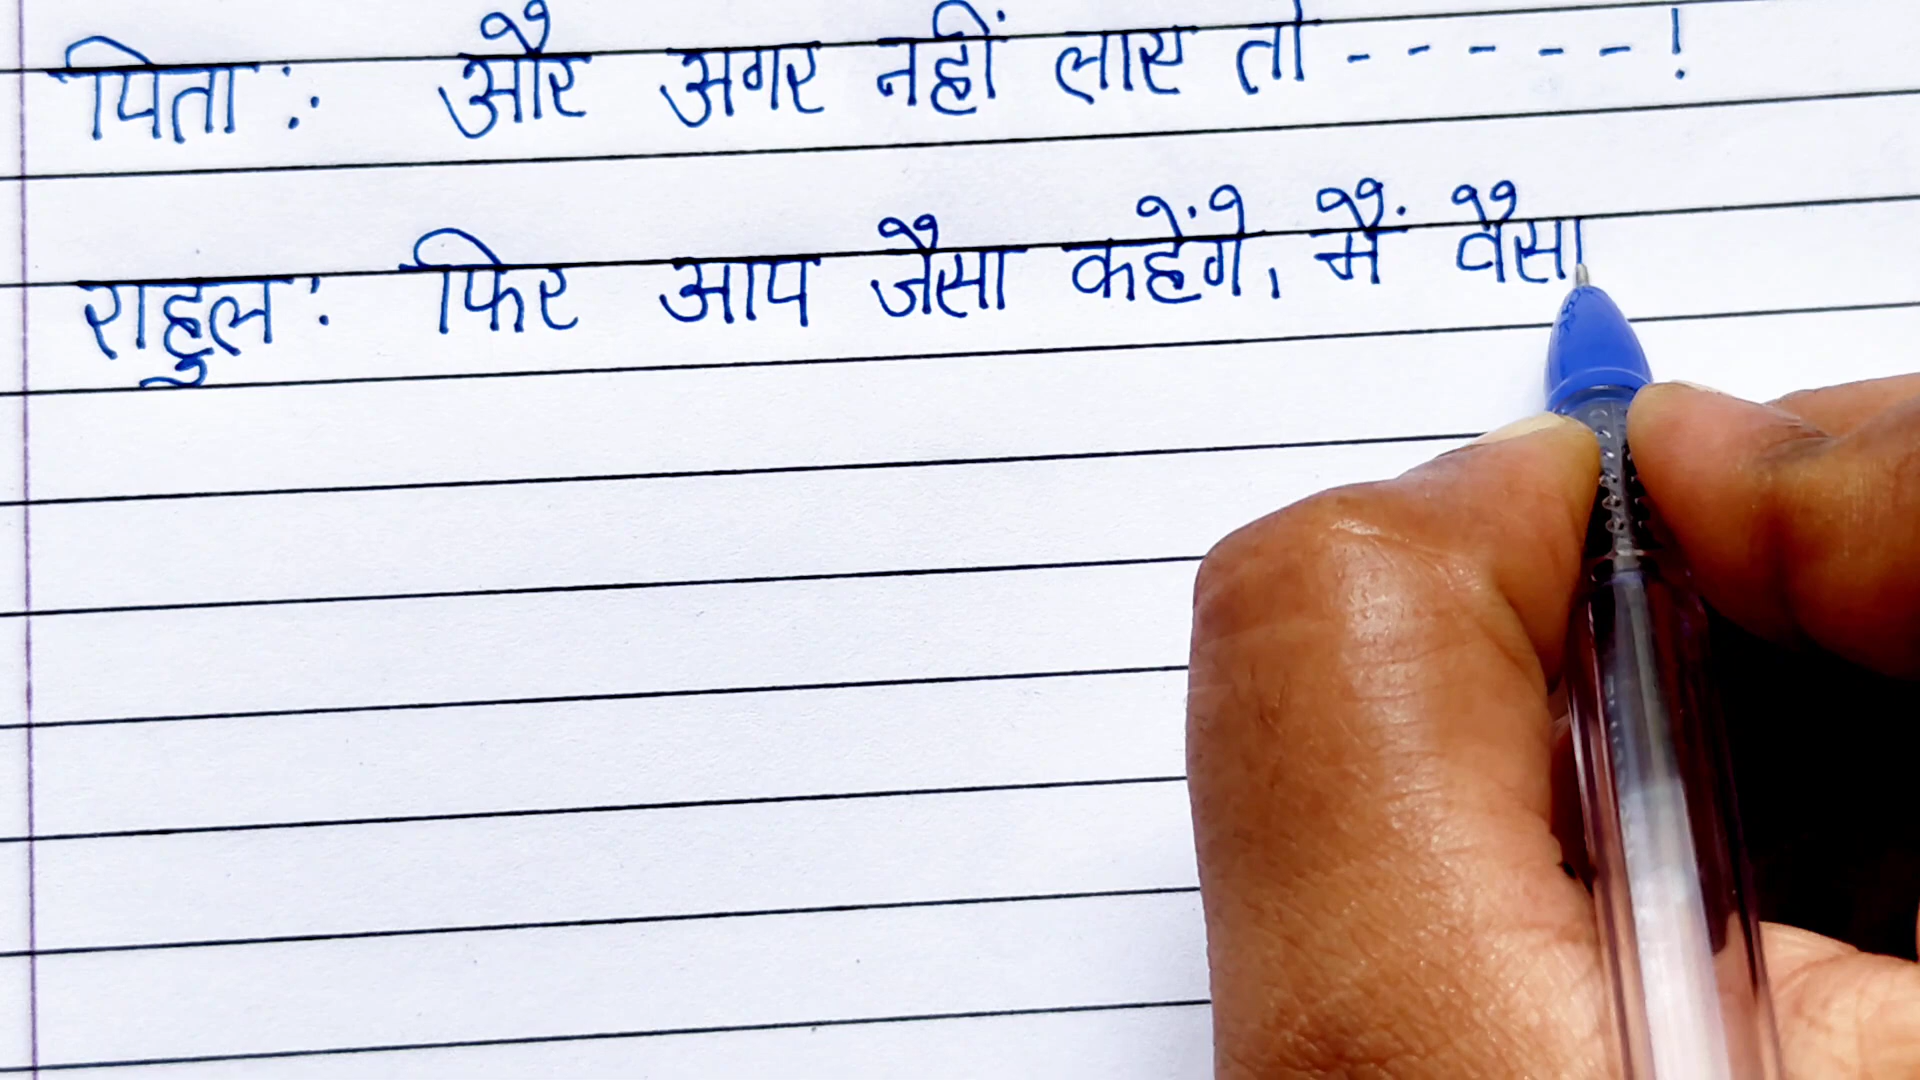 पिता : और अगर नहीं लाए तो - - - - - - !
राहुल : फिर आप जैसा कहेंगे, मैं वैसा